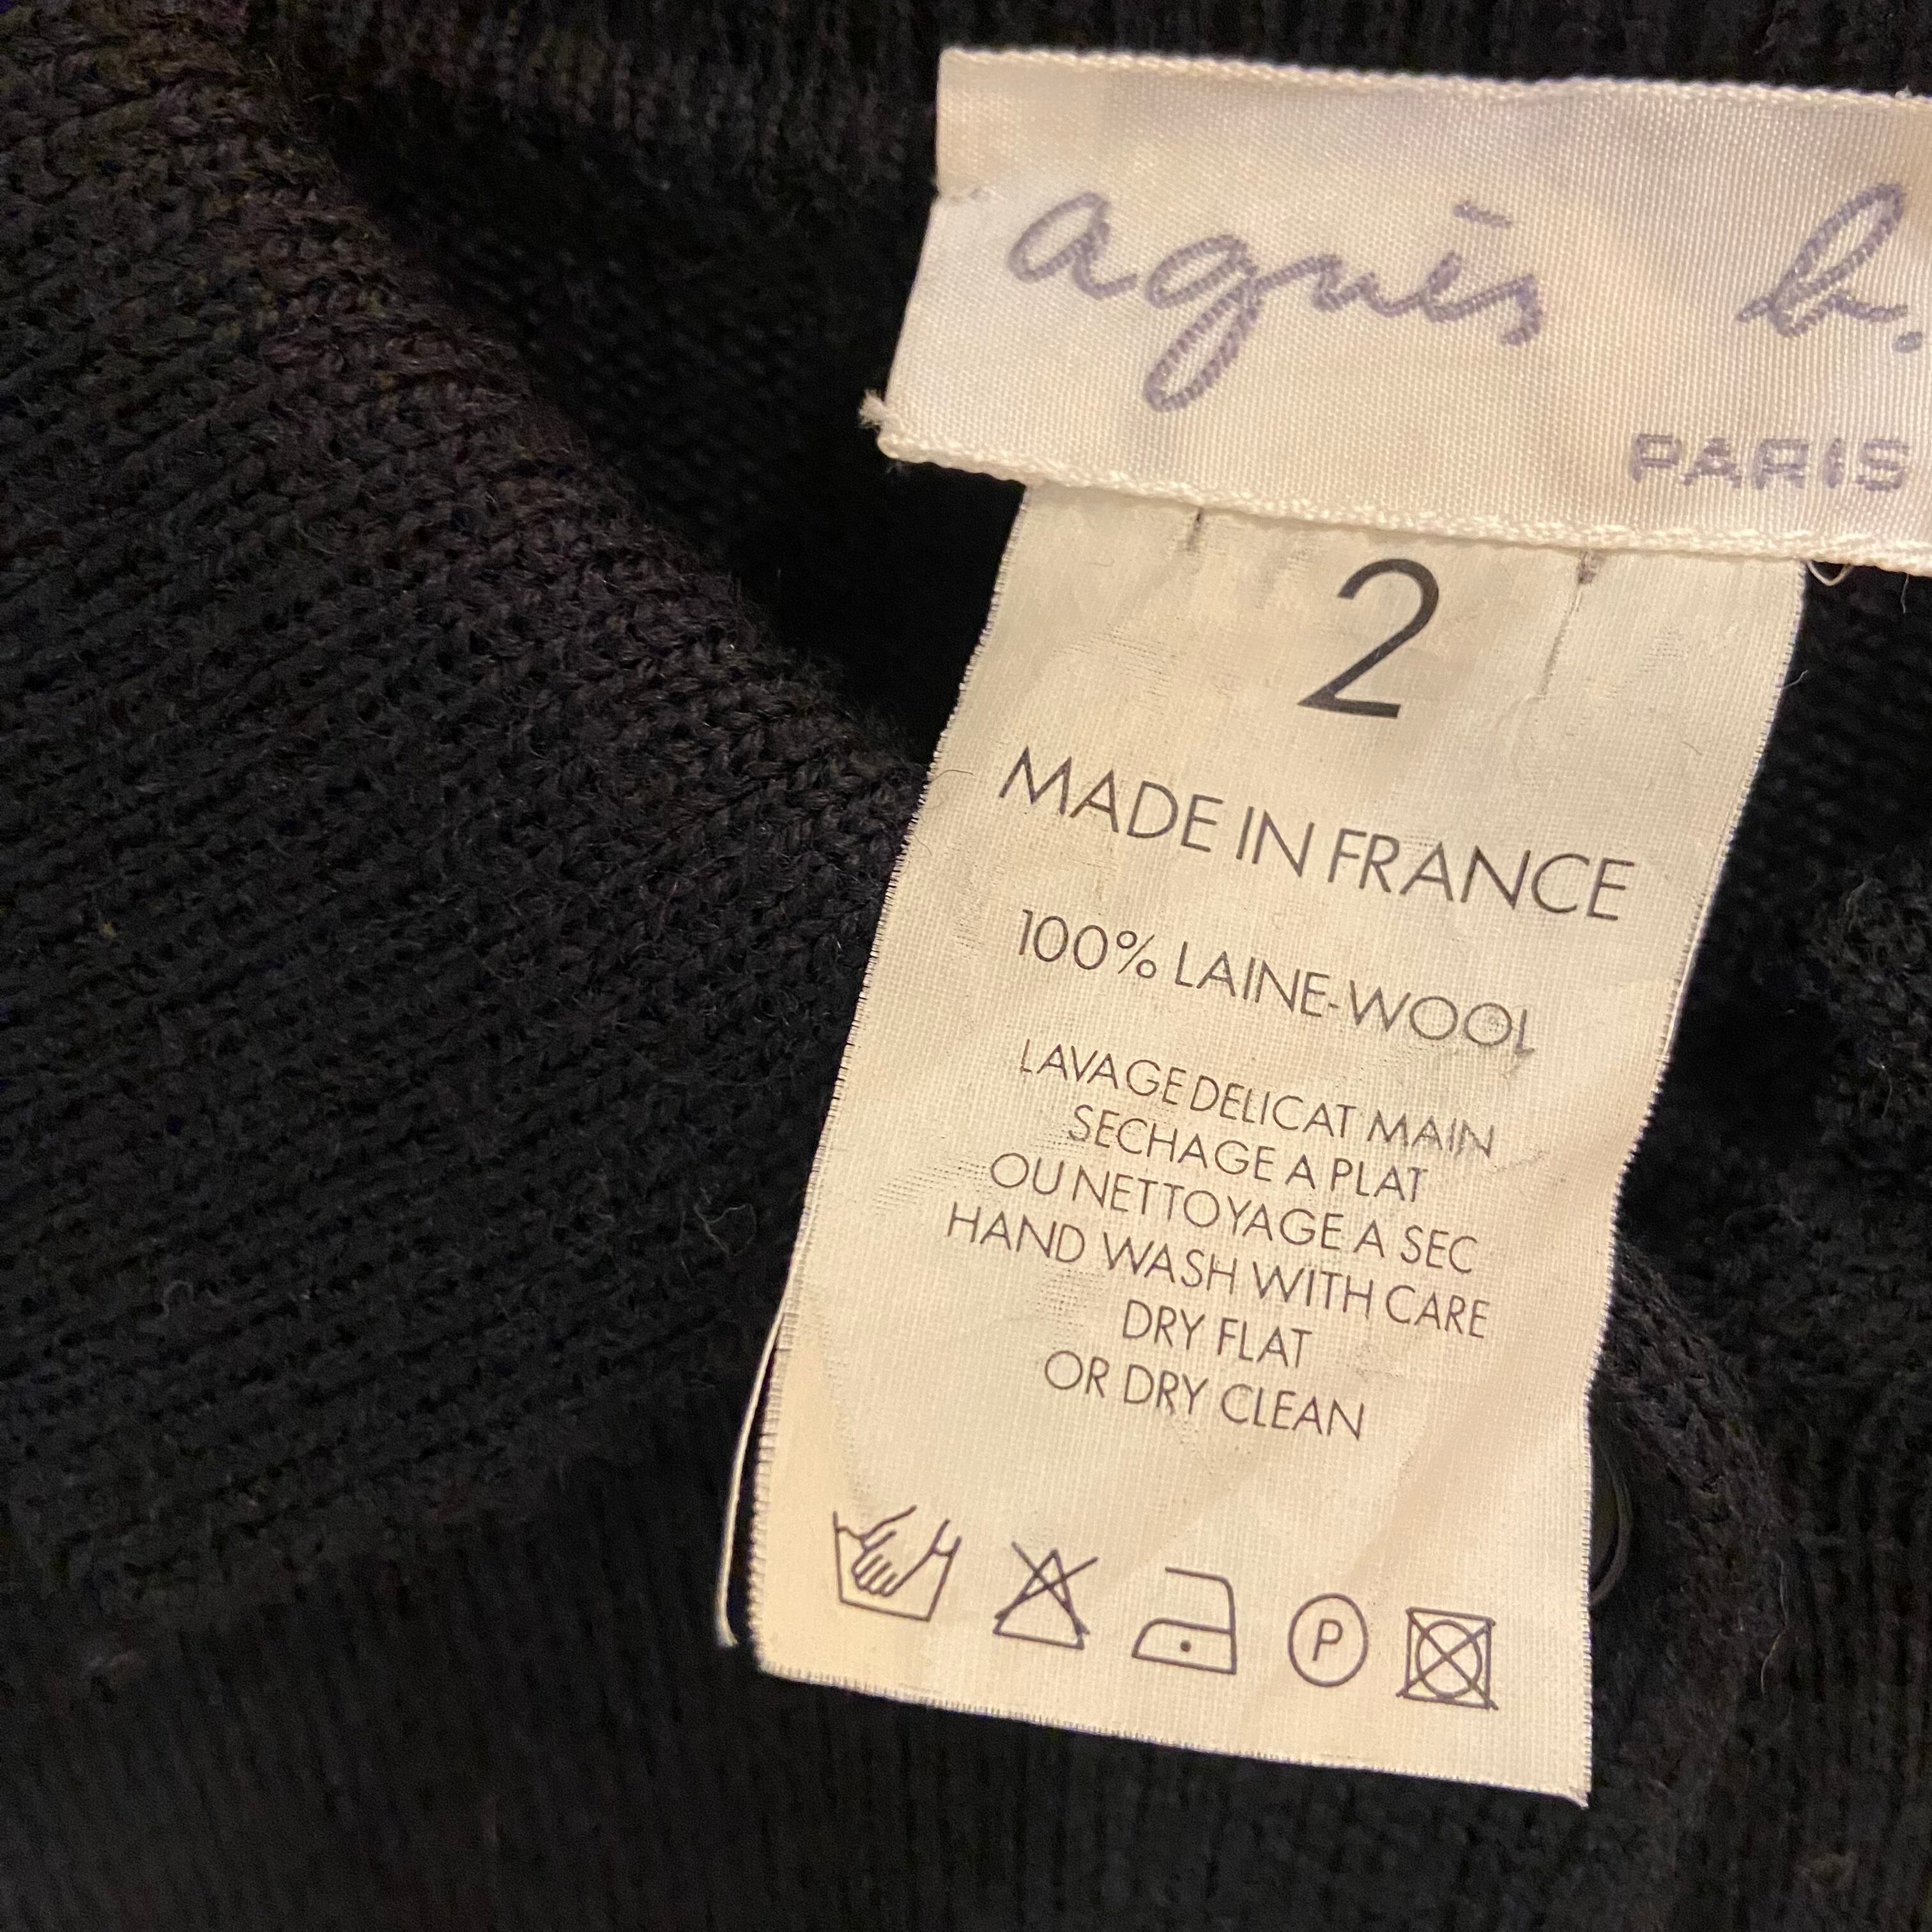 agnès b.
PARIS
2
MADE IN FRANCE
100% LAINE-WOOL
LAVAGE DELICAT MAIN
SECHAGE A PLAT
OU NETTOYAGE A SEC
HAND WASH WITH CARE
DRY FLAT
OR DRY CLEAN
P